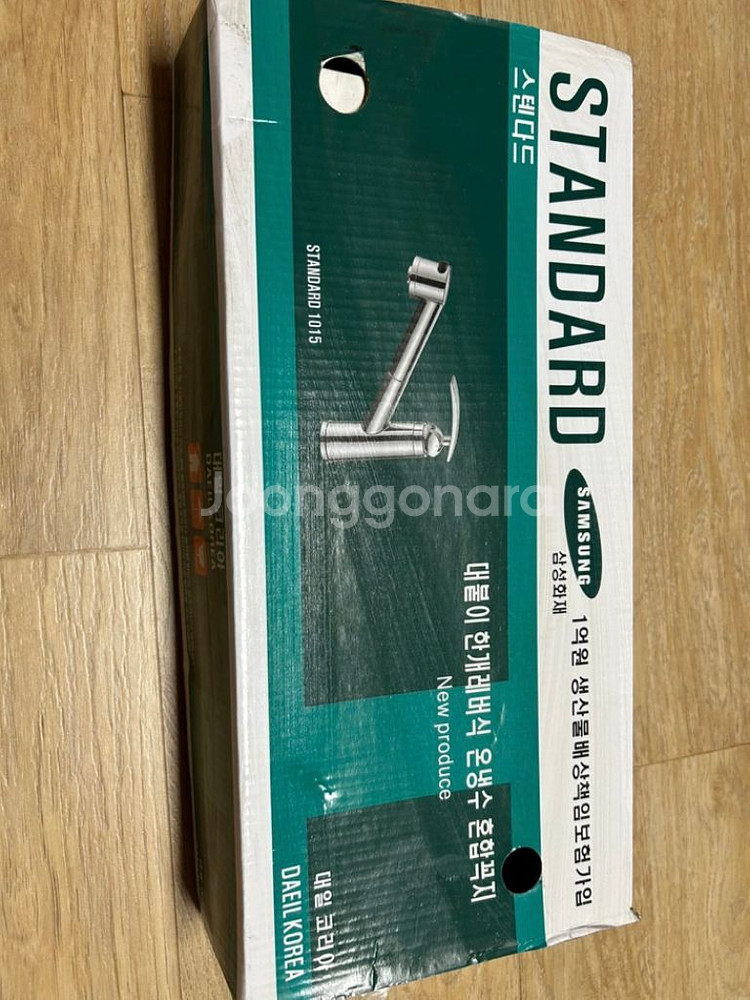 STANDARD
스텐다드
SAMSUNG
삼성화재
1억원 생산물배상책임보험가입
STANDARD 1015
대붙이 한개레버식 온냉수 혼합꼭지
New produce
대일 코리아
DAEIL KOREA
Joonggonara